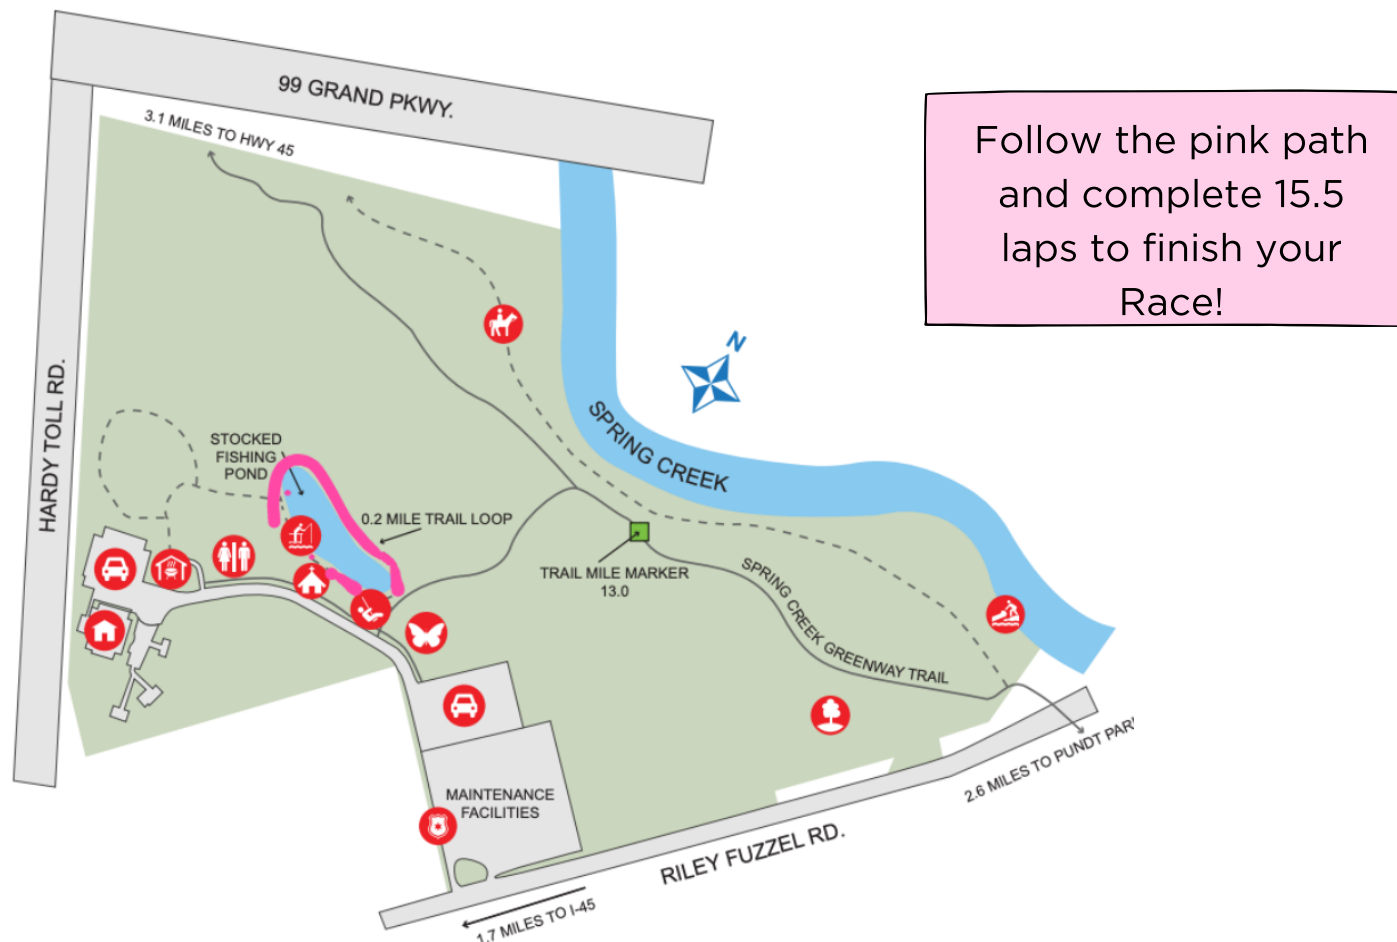 99 GRAND PKWY.
3.1 MILES TO HWY 45
Follow the pink path
and complete 15.5
laps to finish your
Race!
N
HARDY TOLL RD.
SPRING CREEK
STOCKED
FISHING
POND
0.2 MILE TRAIL LOOP
TRAIL MILE MARKER
13.0
SPRING CREEK GREENWAY TRAIL
2.6 MILES TO PUNDT PAR
MAINTENANCE
FACILITIES
RILEY FUZZEL RD.
1.7 MILES TO I-45